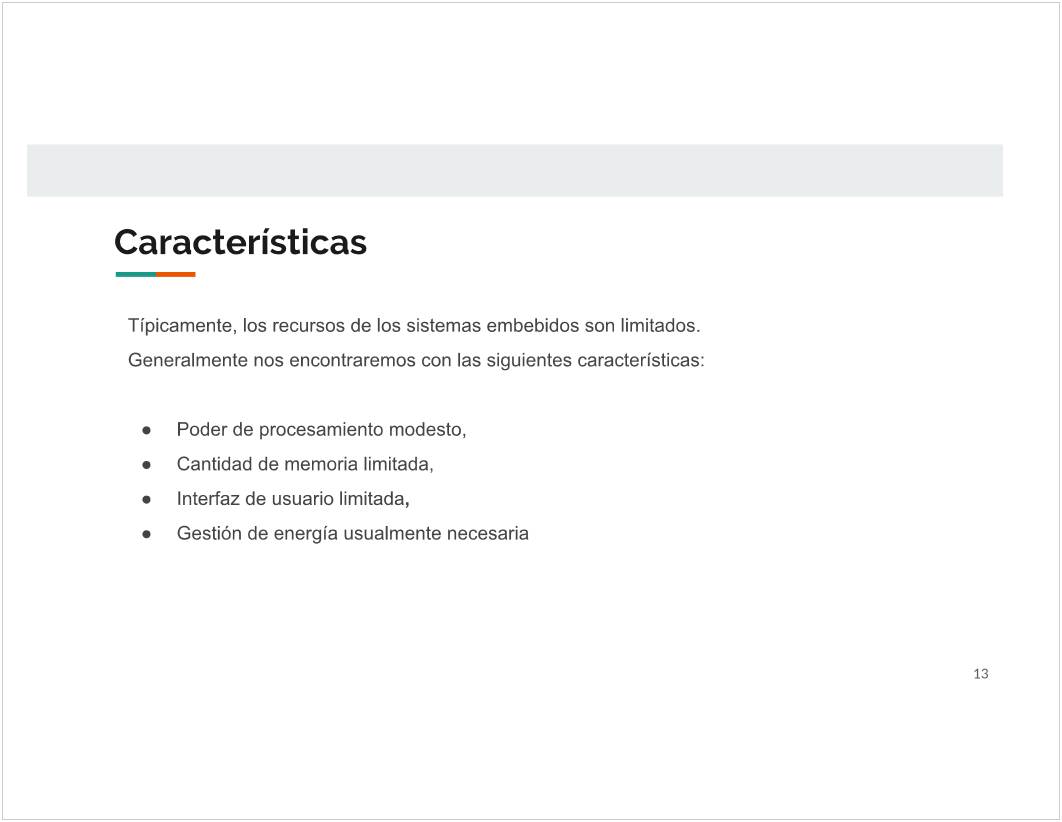 Características
Típicamente, los recursos de los sistemas embebidos son limitados.
Generalmente nos encontraremos con las siguientes características:
● Poder de procesamiento modesto,
● Cantidad de memoria limitada,
● Interfaz de usuario limitada,
● Gestión de energía usualmente necesaria
13